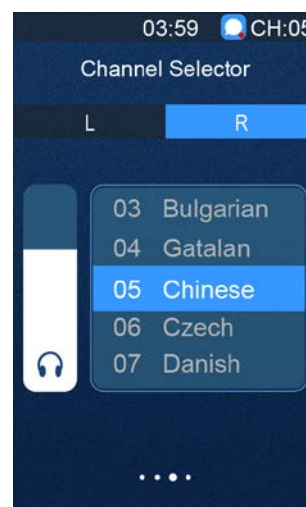 03:59 CH:05
Channel Selector
L R
03 Bulgarian
04 Gatalan
05 Chinese
06 Czech
07 Danish